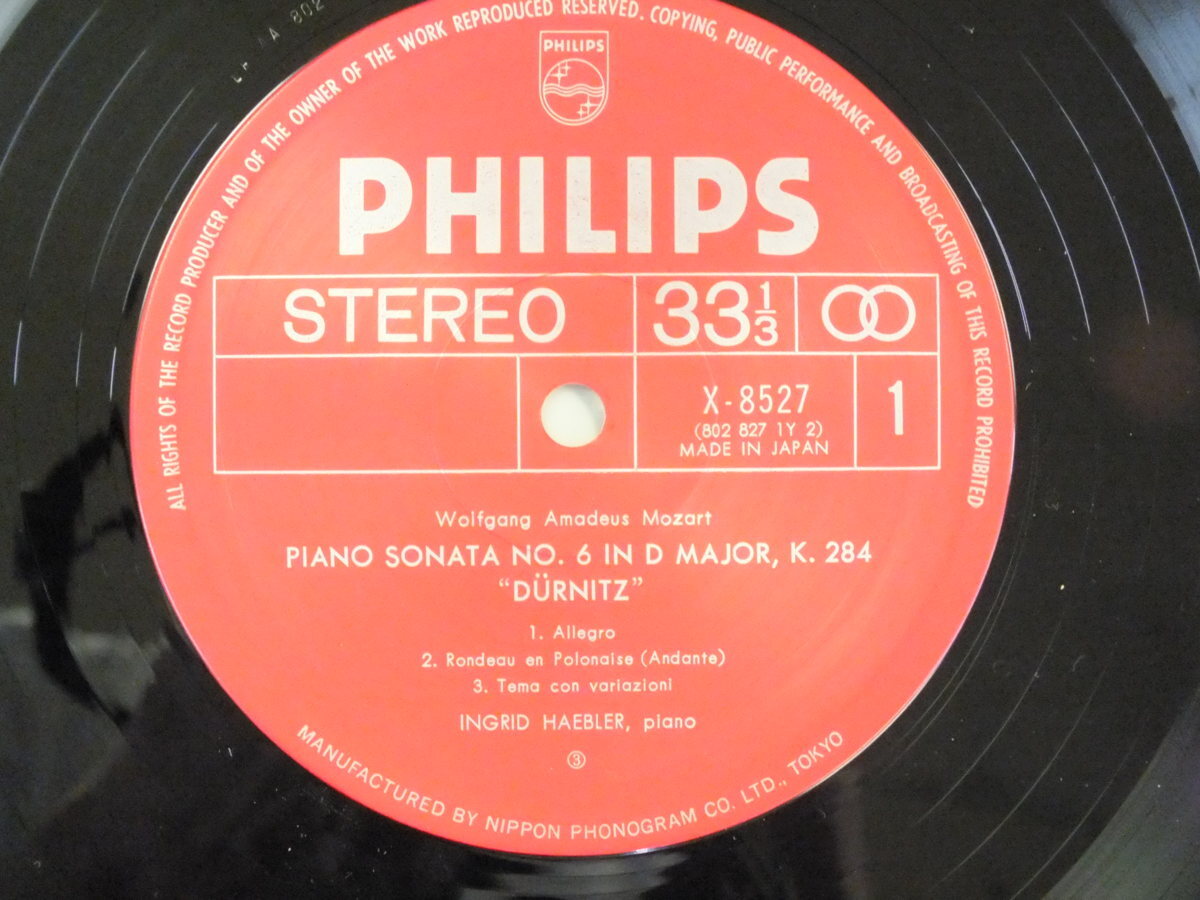 ALL RIGHTS OF THE RECORD PRODUCER AND OF THE OWNER OF THE WORK REPRODUCED RESERVED. COPYING, PUBLIC PERFORMANCE AND BROADCASTING OF THIS RECORD PROHIBITED
PHILIPS
PHILIPS
STEREO
33 1/3
X-8527
(802 827 1Y 2)
MADE IN JAPAN
1
Wolfgang Amadeus Mozart
PIANO SONATA NO. 6 IN D MAJOR, K. 284
“DÜRNITZ”
1. Allegro
2. Rondeau en Polonaise (Andante)
3. Tema con variazioni
INGRID HAEBLER, piano
③
MANUFACTURED BY NIPPON PHONOGRAM CO. LTD., TOKYO
802